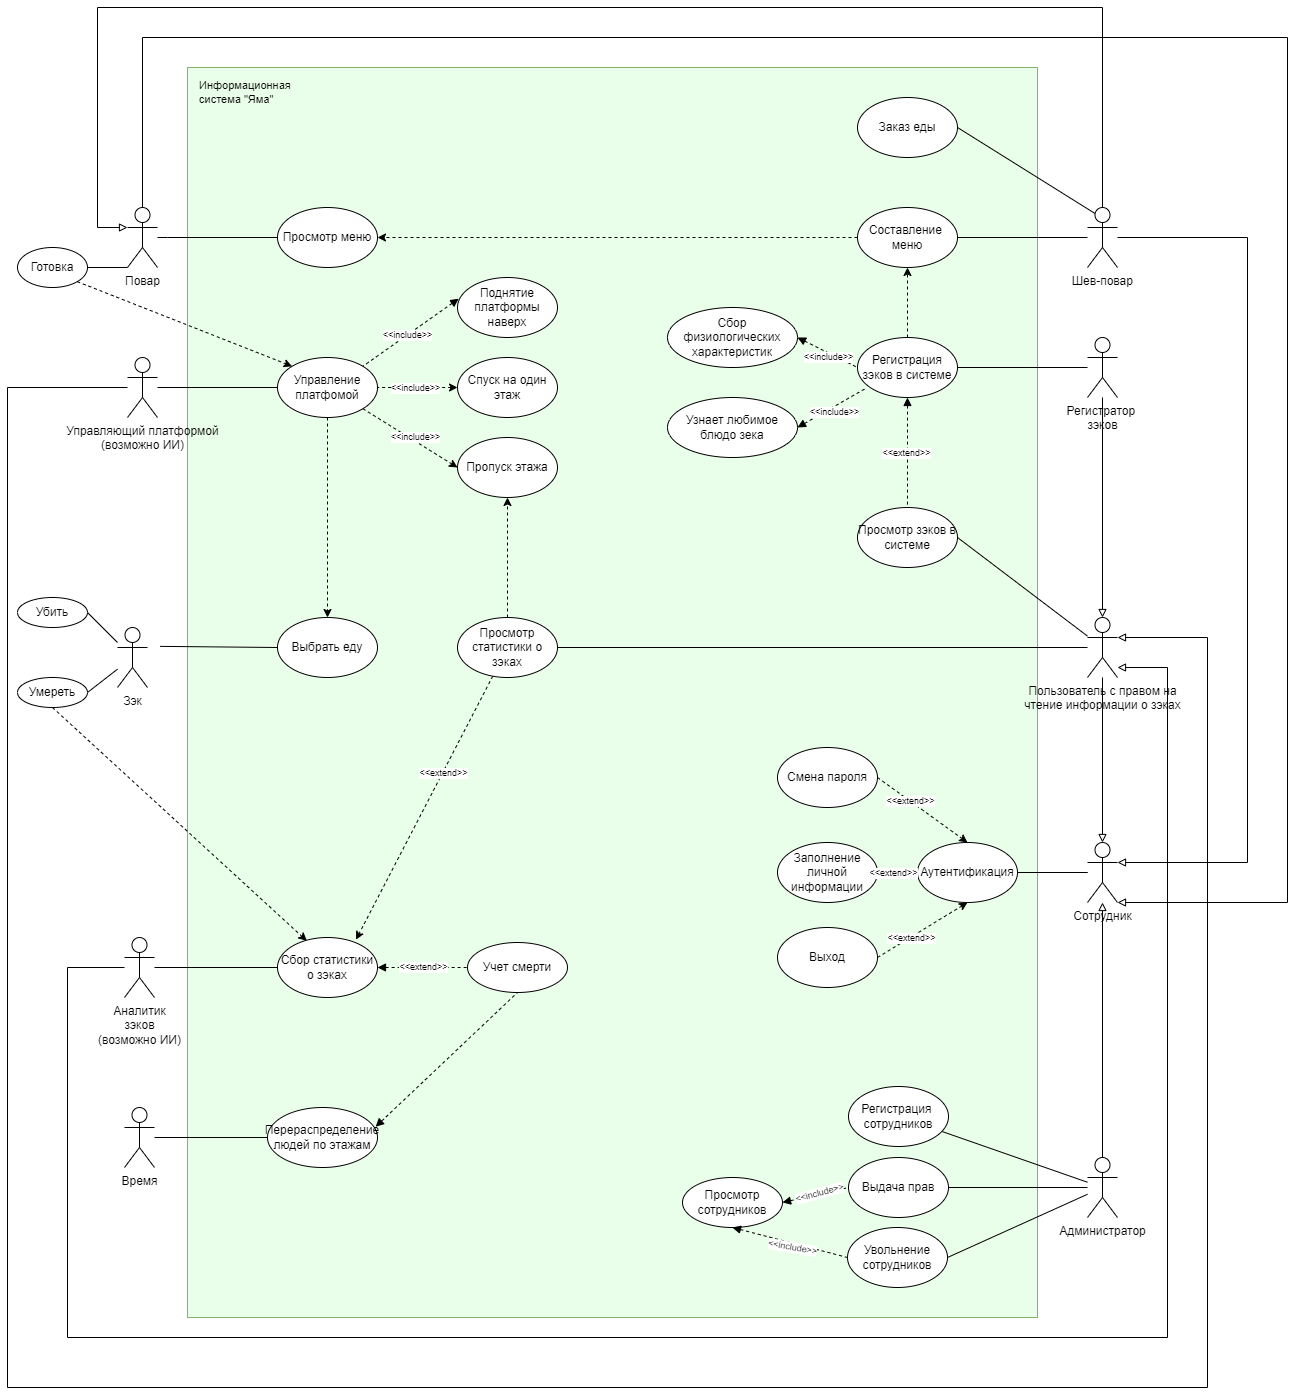 Информационная
система "Яма"
Заказ еды
Просмотр меню
Составление
меню
Готовка
Повар
Шев-повар
Поднятие
платформы
наверх
<<include>>
Сбор
физиологических
характеристик
<<include>>
Регистрация
зэков в системе
Управление
платфомой
<<include>>
Спуск на один
этаж
Управляющий платформой
(возможно ИИ)
<<include>>
Узнает любимое
блюдо зека
<<include>>
Регистратор
зэков
Пропуск этажа
<<extend>>
Просмотр зэков в
системе
Убить
Выбрать еду
Просмотр
статистики о
зэках
Умереть
Зэк
Пользователь с правом на
чтение информации о зэках
<<extend>>
Смена пароля
<<extend>>
Заполнение
личной
информации
<<extend>>
Аутентификация
Сотрудник
<<extend>>
Выход
Сбор статистики
о зэках
<<extend>>
Учет смерти
Аналитик
зэков
(возможно ИИ)
Перераспределение
людей по этажам
Время
Регистрация
сотрудников
Просмотр
сотрудников
<<include>>
Выдача прав
<<include>>
Увольнение
сотрудников
Администратор